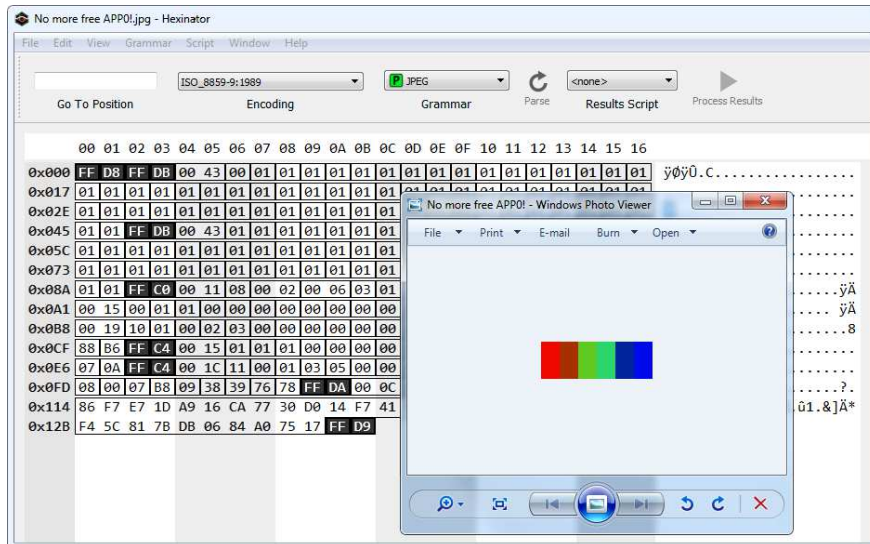 No more free APP0!.jpg - Hexinator
File Edit View Grammar Script Window Help
ISO_8859-9:1989 JPEG <none>
Go To Position Encoding Grammar Parse Results Script Process Results
00 01 02 03 04 05 06 07 08 09 0A 0B 0C 0D 0E 0F 10 11 12 13 14 15 16
0x000 FF D8 FF DB 00 43 00 01 01 01 01 01 01 01 01 01 01 01 01 01 01 01 01 ÿØÿÛ.C.................
0x017 01 01 01 01 01 01 01 01 01 01 01 01 01
0x02E 01 01 01 01 01 01 01 01 01 01 01 01 01
0x045 01 01 FF DB 00 43 01 01 01 01 01 01 01
0x05C 01 01 01 01 01 01 01 01 01 01 01 01 01
0x073 01 01 01 01 01 01 01 01 01 01 01 01 01
0x08A 01 01 FF C0 00 11 08 00 02 00 06 03 01 ......ÿÄ
0x0A1 00 15 00 01 01 00 00 00 00 00 00 00 00 .... ÿÄ
0x0B8 00 19 10 01 00 02 03 00 00 00 00 00 00 .......8
0x0CF 88 B6 FF C4 00 15 01 01 01 00 00 00 00
0x0E6 07 0A FF C4 00 1C 11 00 01 03 05 00 00
0x0FD 08 00 07 B8 09 38 39 76 78 FF DA 00 0C ......?.
0x114 86 F7 E7 1D A9 16 CA 77 30 D0 14 F7 41 .û1.&]Ä*
0x12B F4 5C 81 7B DB 06 84 A0 75 17 FF D9
No more free APP0! - Windows Photo Viewer
File Print E-mail Burn Open